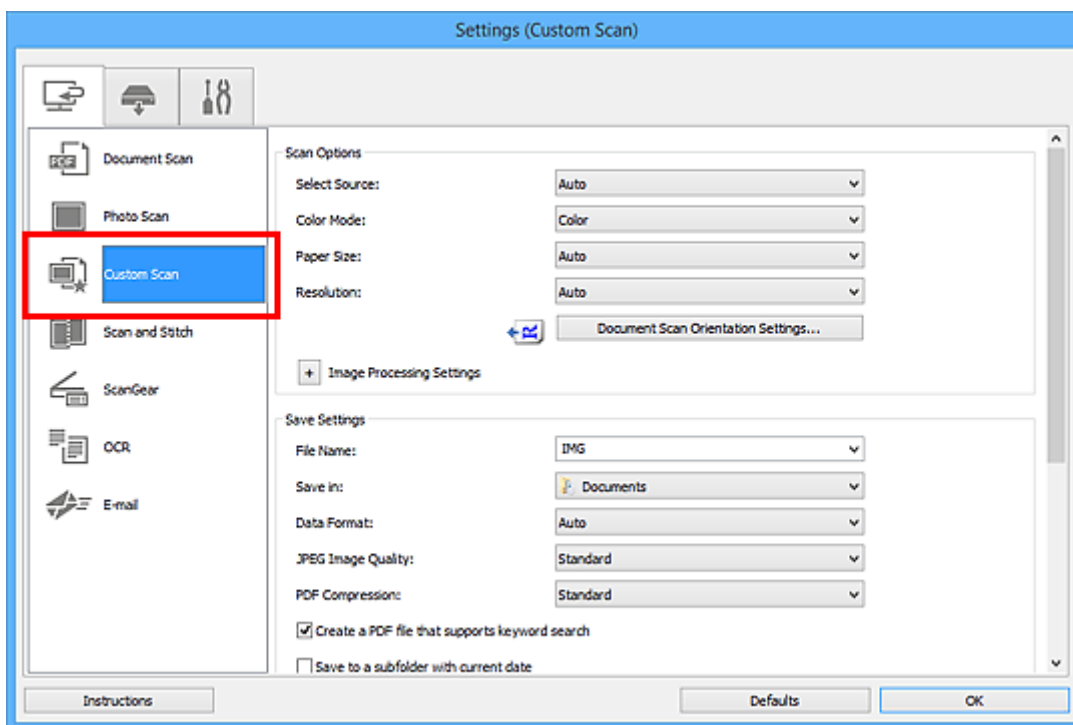 Settings (Custom Scan)
PDF
Document Scan
Photo Scan
Custom Scan
Scan and Stitch
ScanGear
OCR
E-mail
Scan Options
Select Source: Auto
Color Mode: Color
Paper Size: Auto
Resolution: Auto
R Document Scan Orientation Settings...
+ Image Processing Settings
Save Settings
File Name: IMG
Save in: Documents
Data Format: Auto
JPEG Image Quality: Standard
PDF Compression: Standard
Create a PDF file that supports keyword search
Save to a subfolder with current date
Instructions Defaults OK